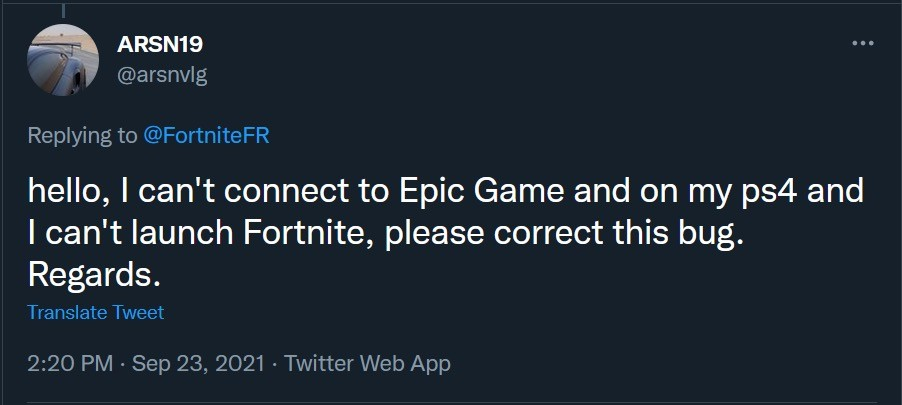 ARSN19
@arsnvlg
Replying to @FortniteFR
hello, I can't connect to Epic Game and on my ps4 and
I can't launch Fortnite, please correct this bug.
Regards.
Translate Tweet
2:20 PM · Sep 23, 2021 · Twitter Web App